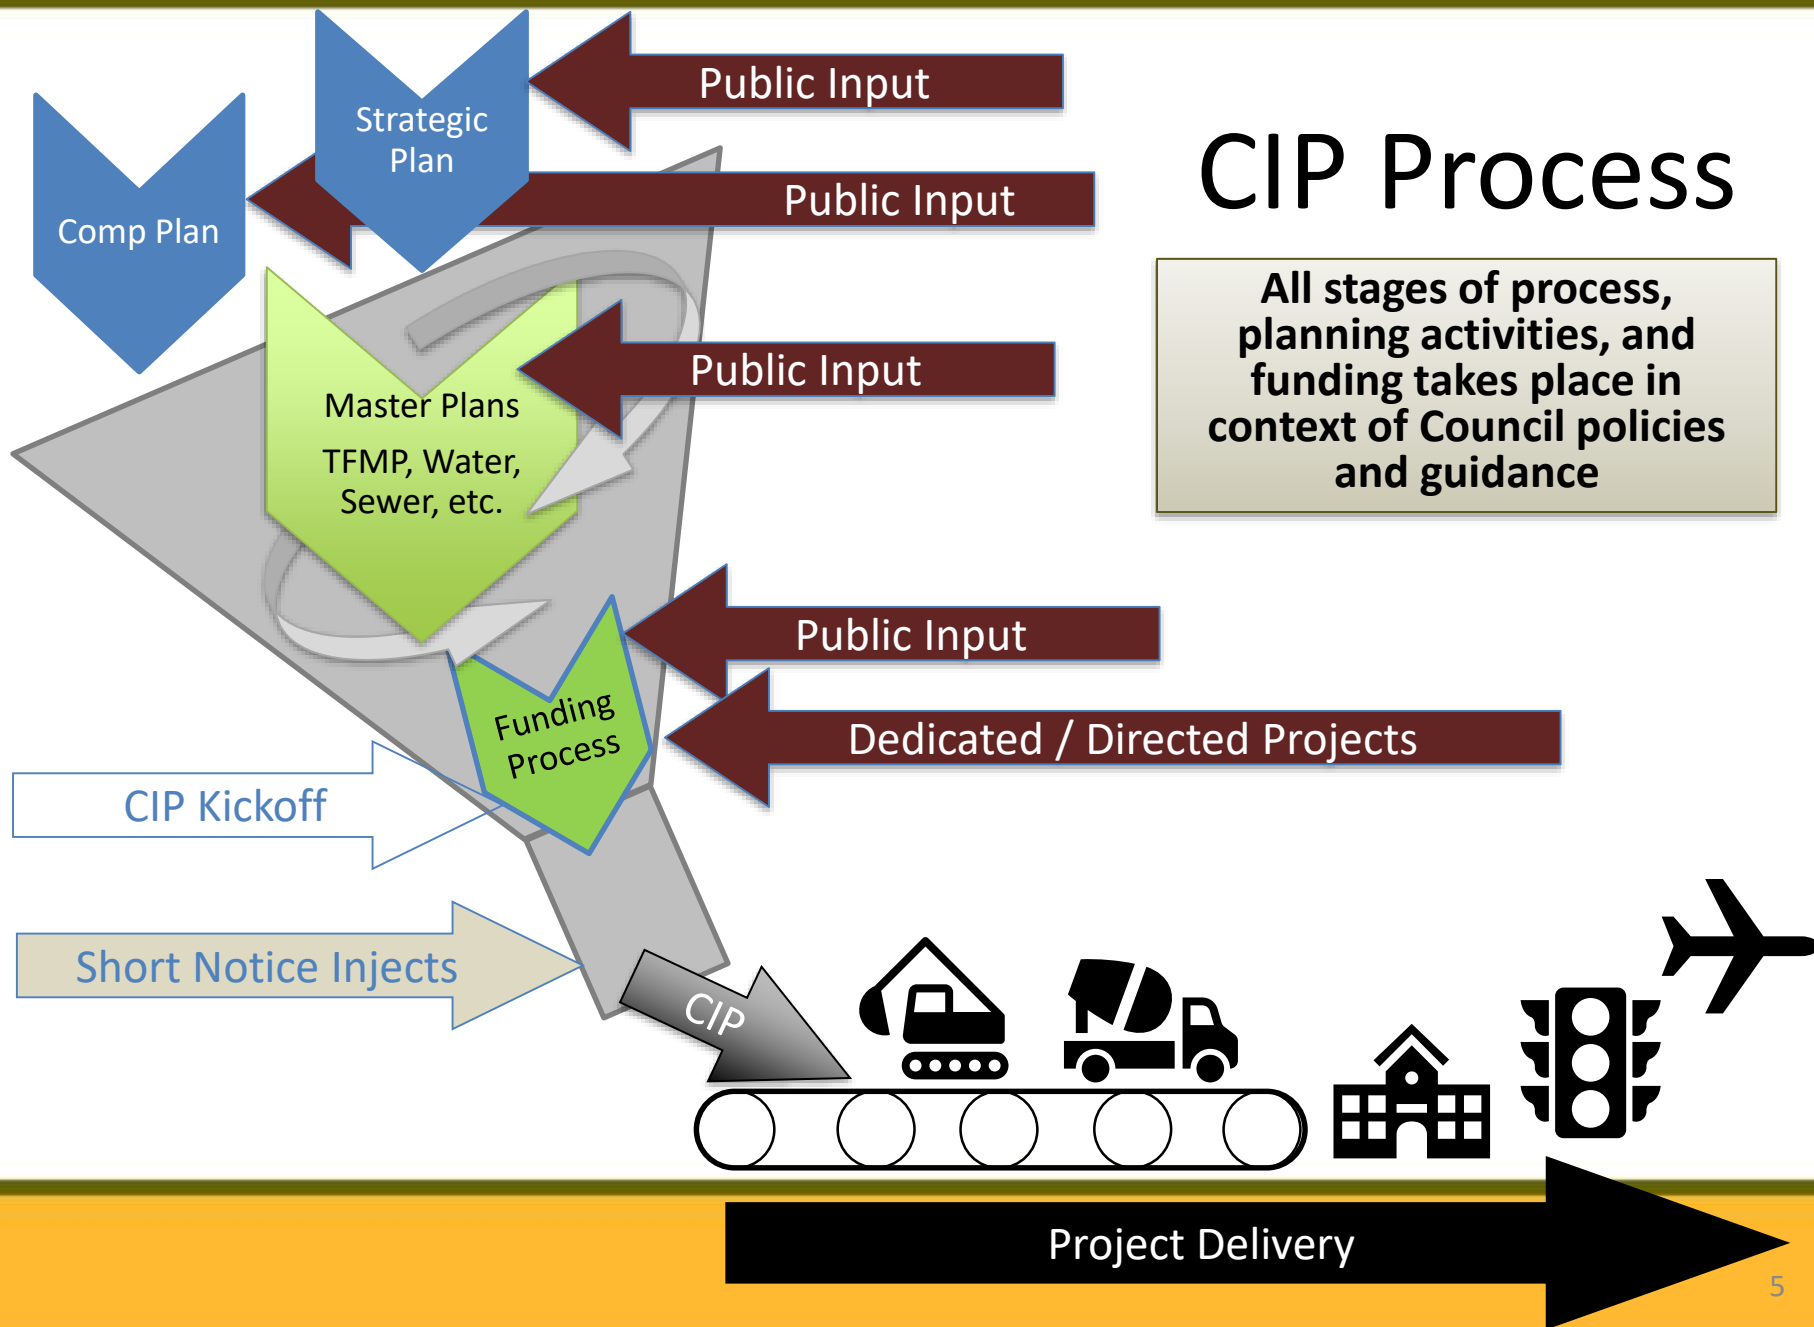 Public Input
Strategic
Plan
Public Input
Comp Plan
CIP Process
All stages of process,
planning activities, and
funding takes place in
context of Council policies
and guidance
Public Input
Master Plans
TFMP, Water,
Sewer, etc.
Public Input
Funding
Process
Dedicated / Directed Projects
CIP Kickoff
Short Notice Injects
CIP
Project Delivery
5